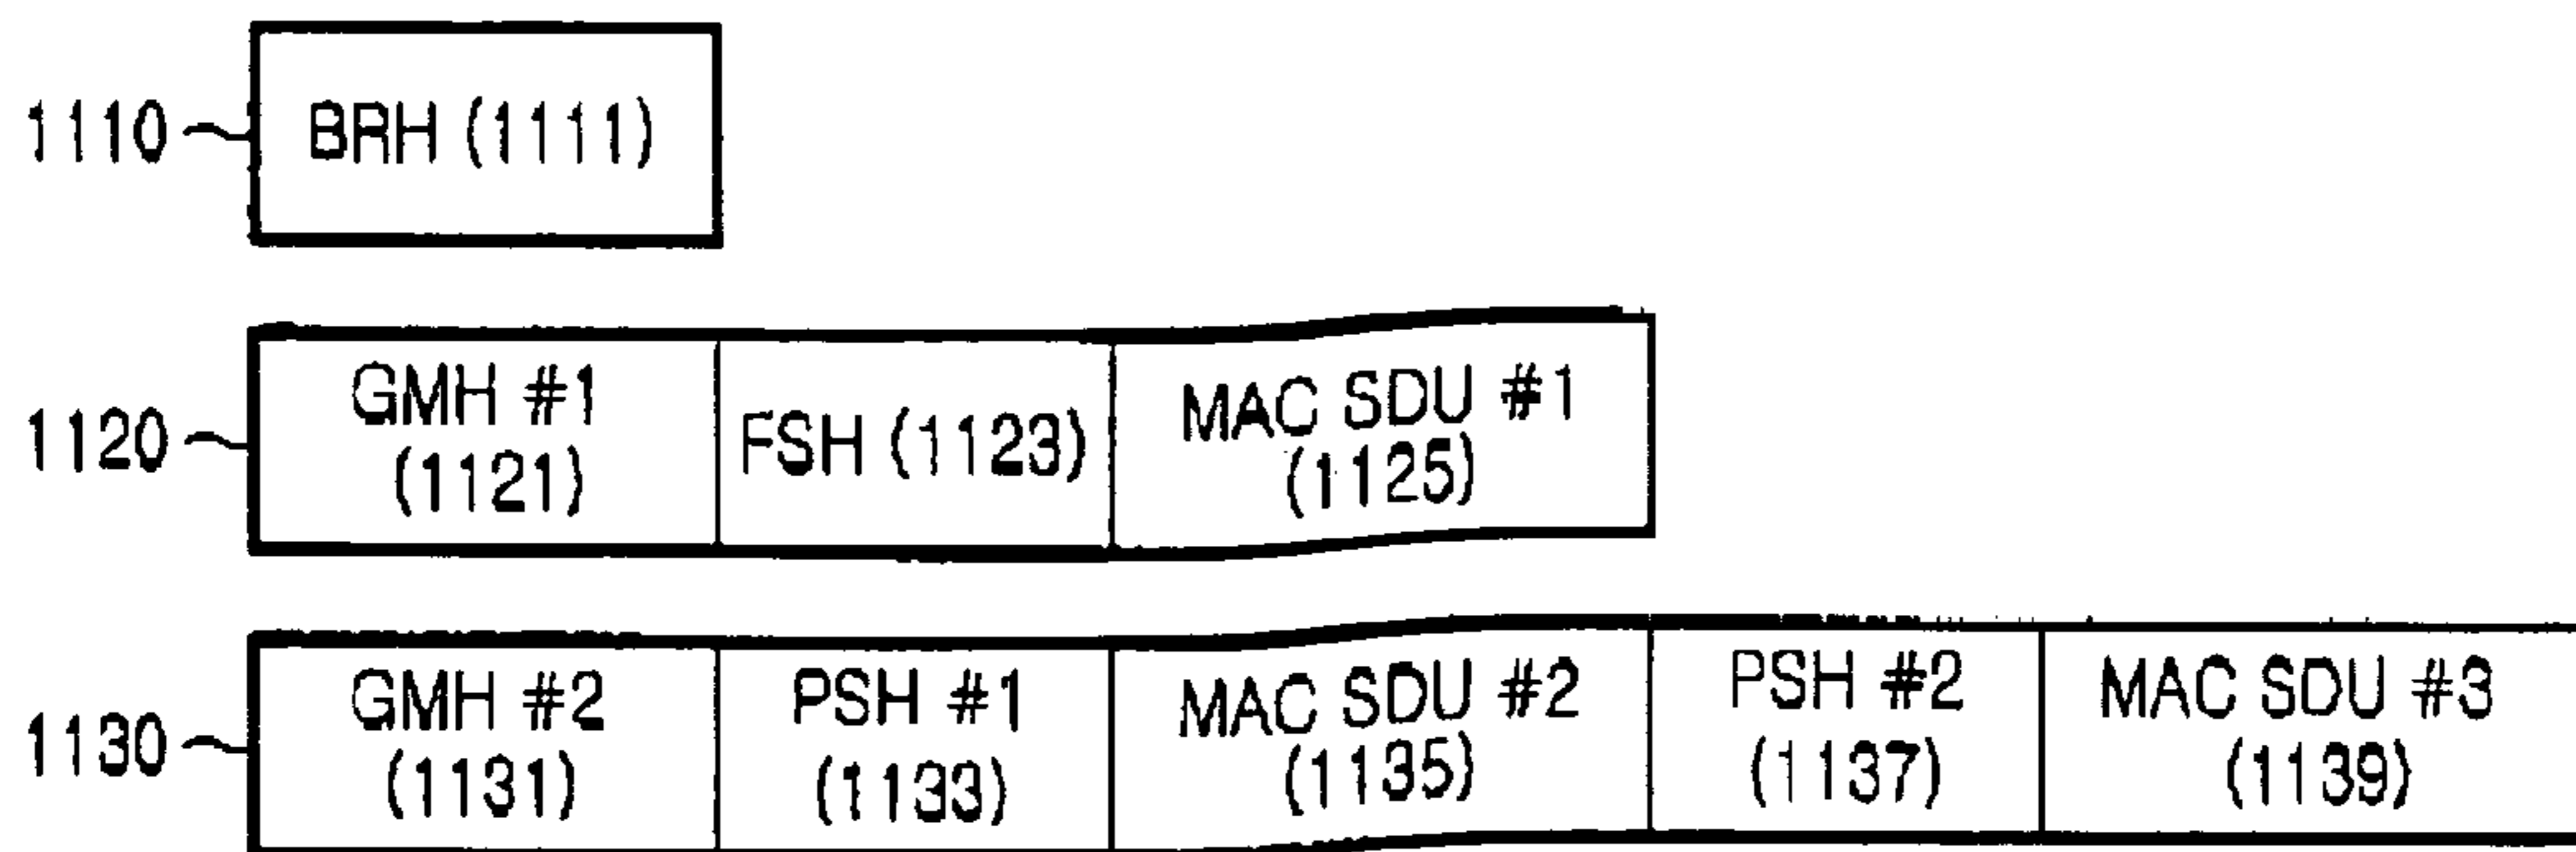 1110
BRH (1111)
1120
GMH #1
(1121)
FSH (1123)
MAC SDU #1
(1125)
1130
GMH #2
(1131)
PSH #1
(1133)
MAC SDU #2
(1135)
PSH #2
(1137)
MAC SDU #3
(1139)